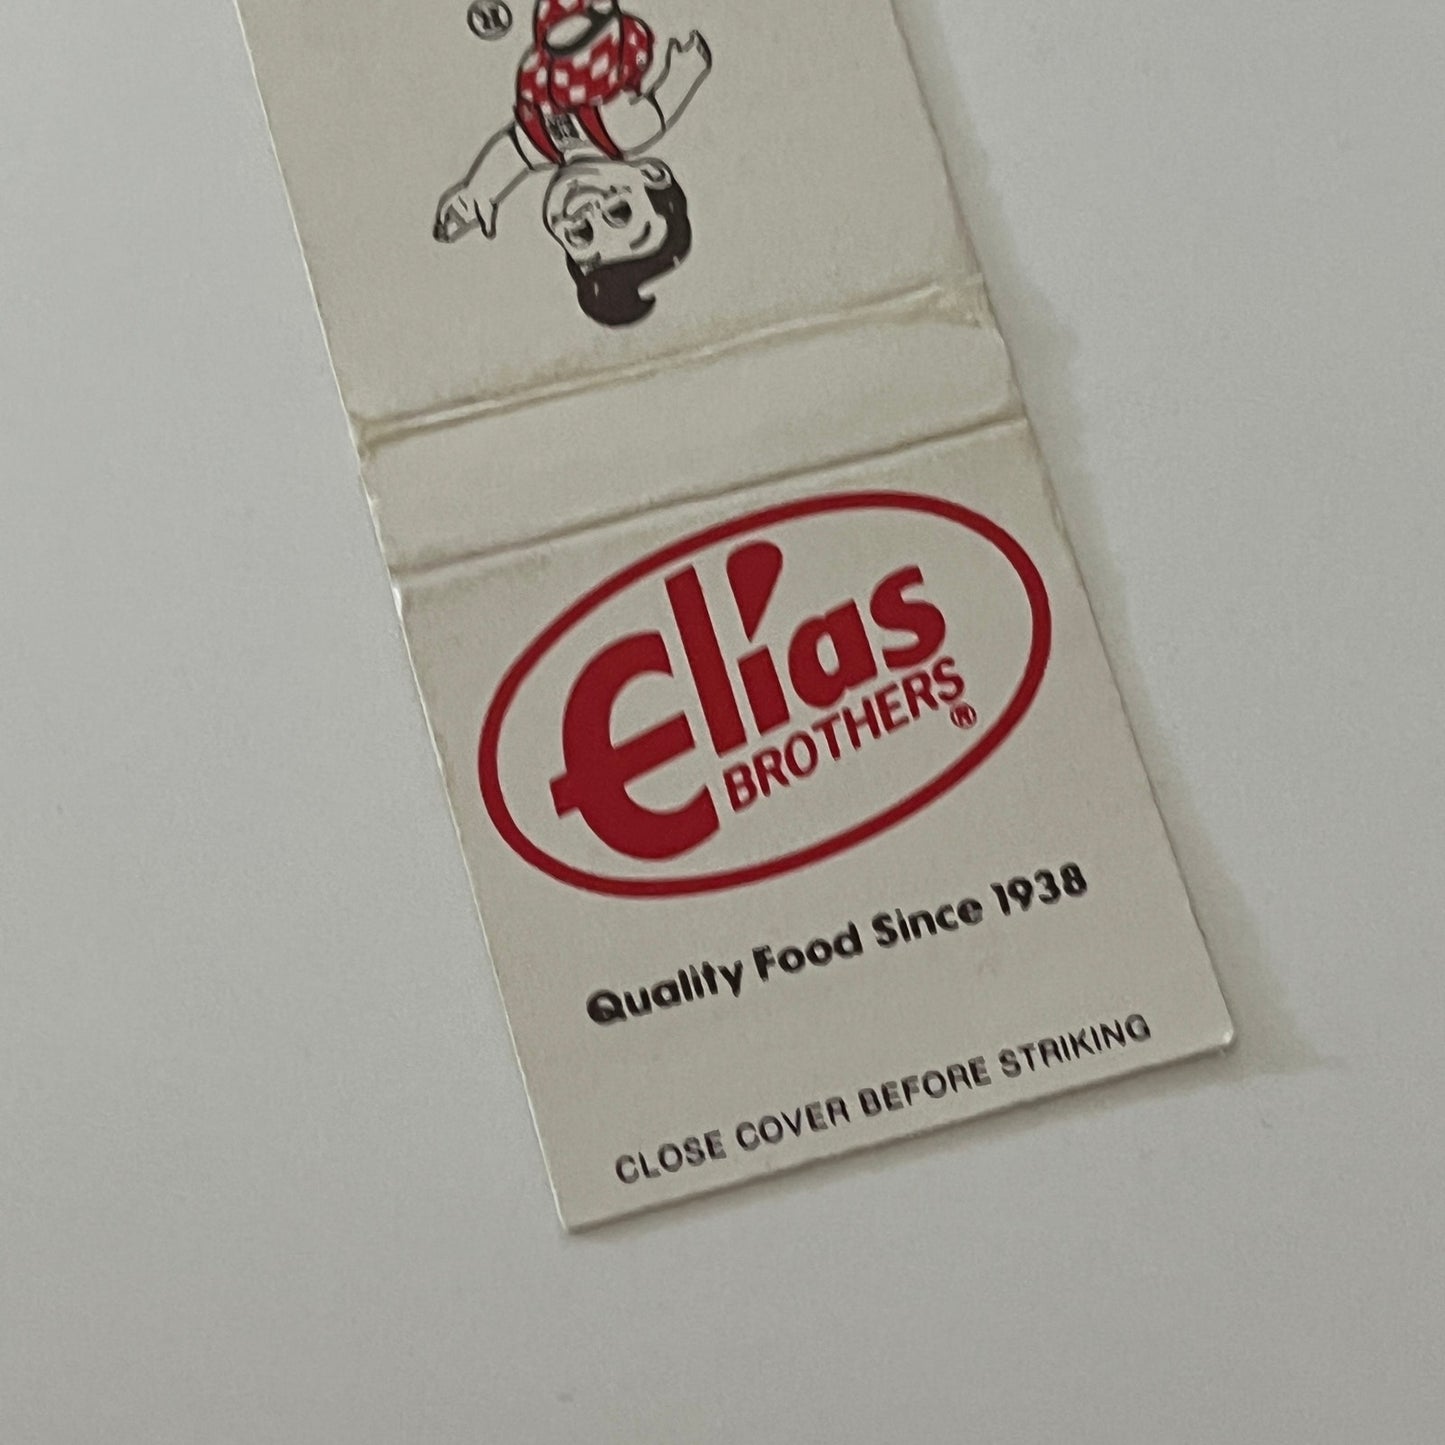 ®
Elias
BROTHERS®
Quality Food Since 1938
CLOSE COVER BEFORE STRIKING